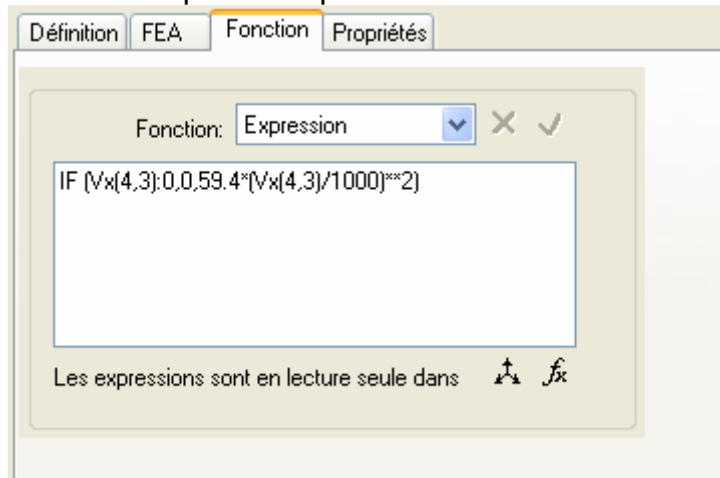 Définition FEA Fonction Propriétés
Fonction: Expression
IF (Vx(4,3):0,0,59.4*(Vx(4,3)/1000)**2)
Les expressions sont en lecture seule dans fx